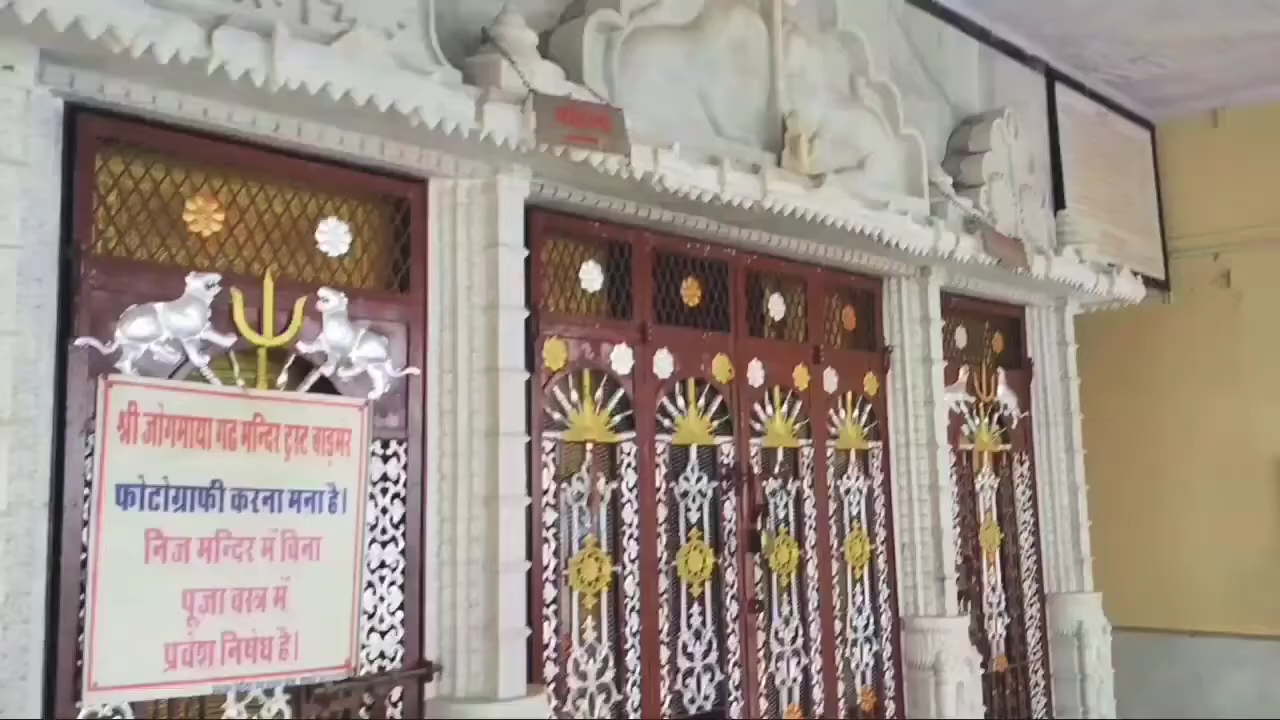 श्री जोगमाया गढ मन्दिर ट्रस्ट बाड़मेर
फोटोग्राफी करना मना है।
निज मन्दिर में बिना
पूजा वस्त्र में
प्रवेश निषेध है।